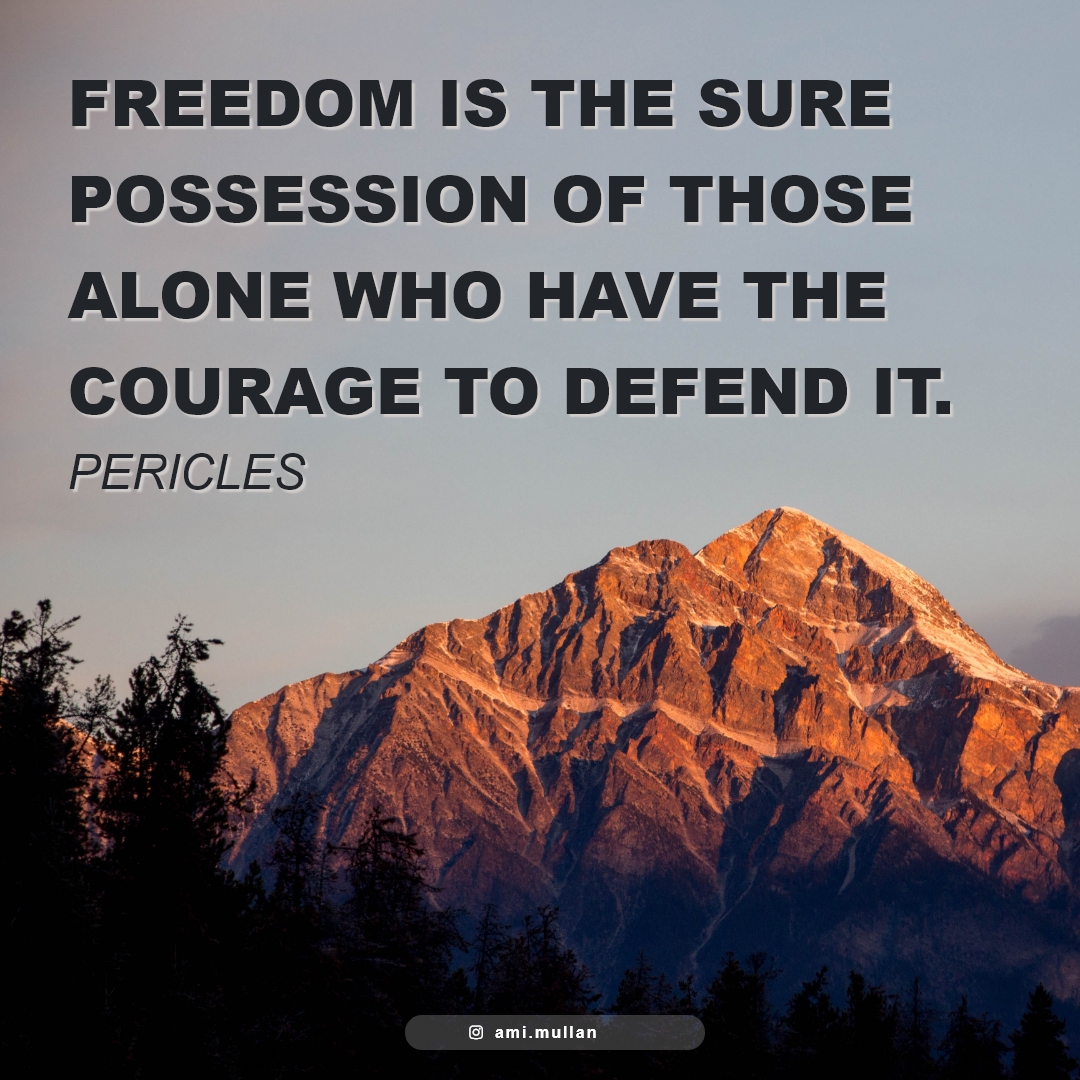 FREEDOM IS THE SURE
POSSESSION OF THOSE
ALONE WHO HAVE THE
COURAGE TO DEFEND IT.
PERICLES
ami.mullan